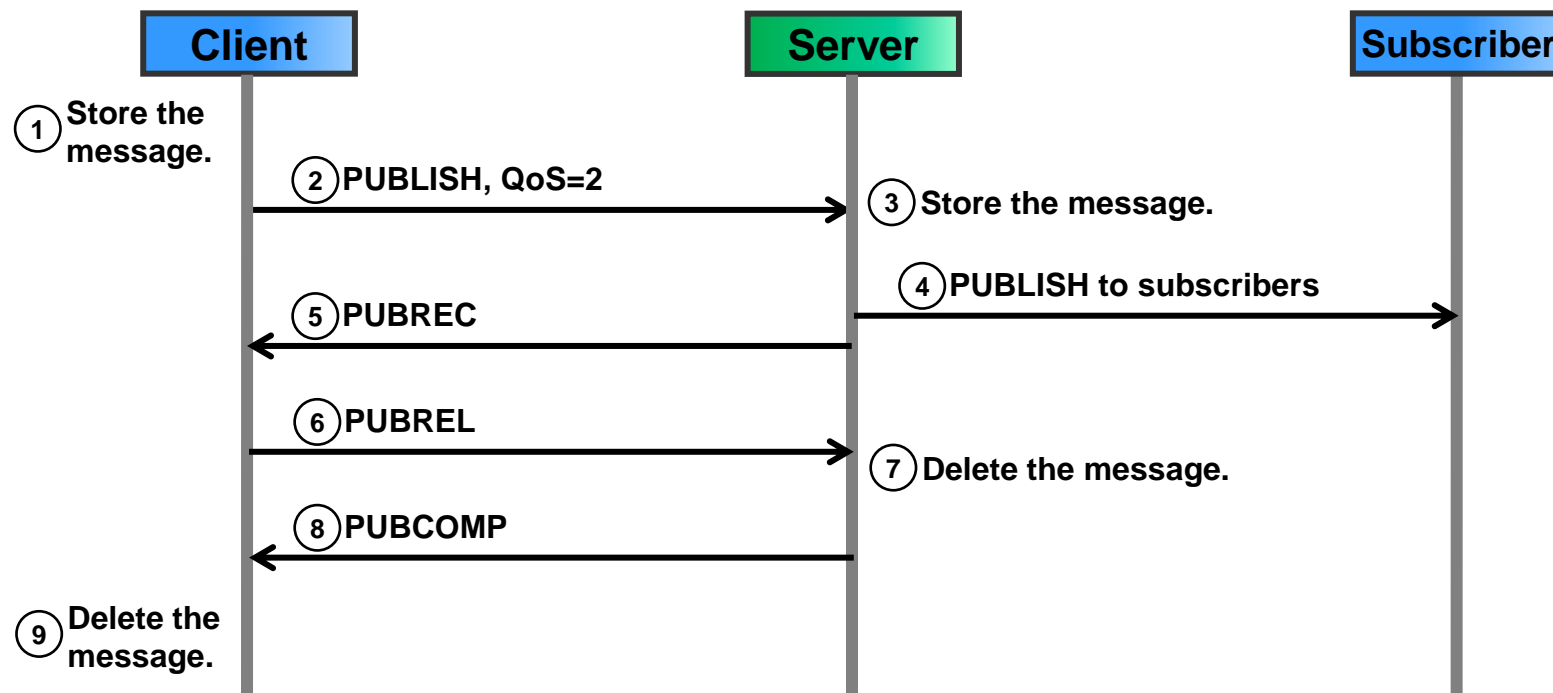 Client
Server
Subscriber
1 Store the
message.
2 PUBLISH, QoS=2
3 Store the message.
4 PUBLISH to subscribers
5 PUBREC
6 PUBREL
7 Delete the message.
8 PUBCOMP
9 Delete the
message.